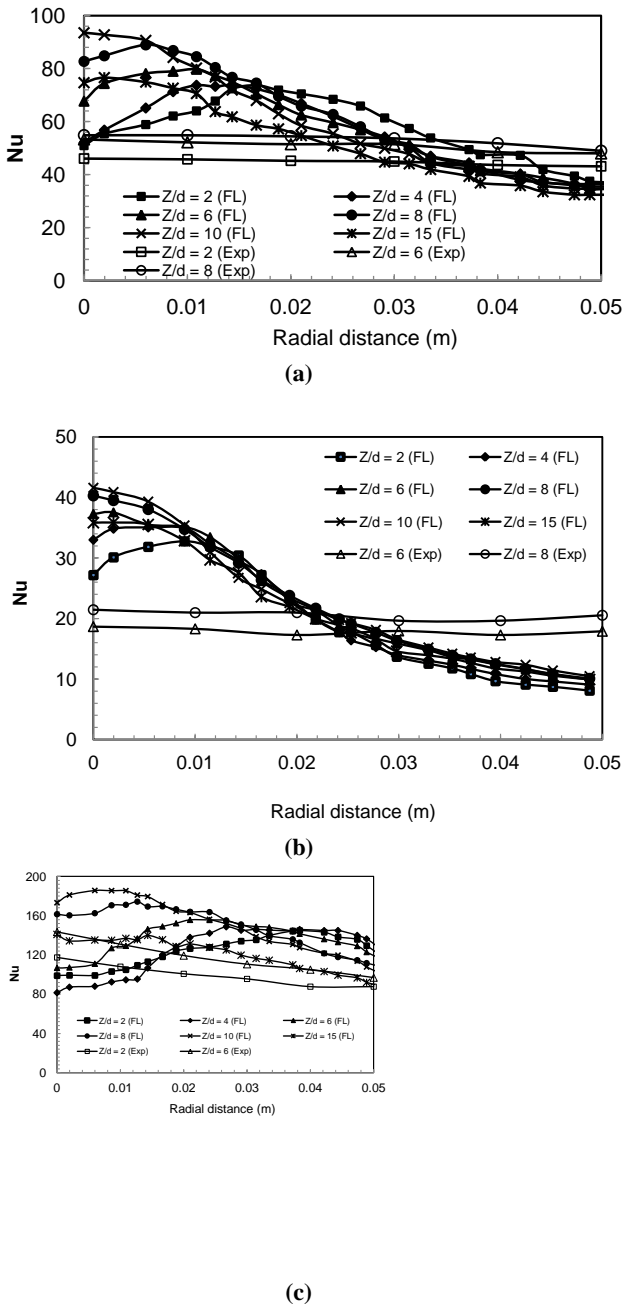 100
80
60
40
20
0
Nu
Z/d = 2 (FL) Z/d = 4 (FL)
Z/d = 6 (FL) Z/d = 8 (FL)
Z/d = 10 (FL) Z/d = 15 (FL)
Z/d = 2 (Exp) Z/d = 6 (Exp)
Z/d = 8 (Exp)
0 0.01 0.02 0.03 0.04 0.05
Radial distance (m)
(a)
50
40
30
20
10
0
Nu
Z/d = 2 (FL) Z/d = 4 (FL)
Z/d = 6 (FL) Z/d = 8 (FL)
Z/d = 10 (FL) Z/d = 15 (FL)
Z/d = 6 (Exp) Z/d = 8 (Exp)
0 0.01 0.02 0.03 0.04 0.05
Radial distance (m)
(b)
200
160
120
80
40
0
Nu
Z/d = 2 (FL) Z/d = 4 (FL) Z/d = 6 (FL)
Z/d = 8 (FL) Z/d = 10 (FL) Z/d = 15 (FL)
Z/d = 2 (Exp) Z/d = 6 (Exp)
0 0.01 0.02 0.03 0.04 0.05
Radial distance (m)
(c)